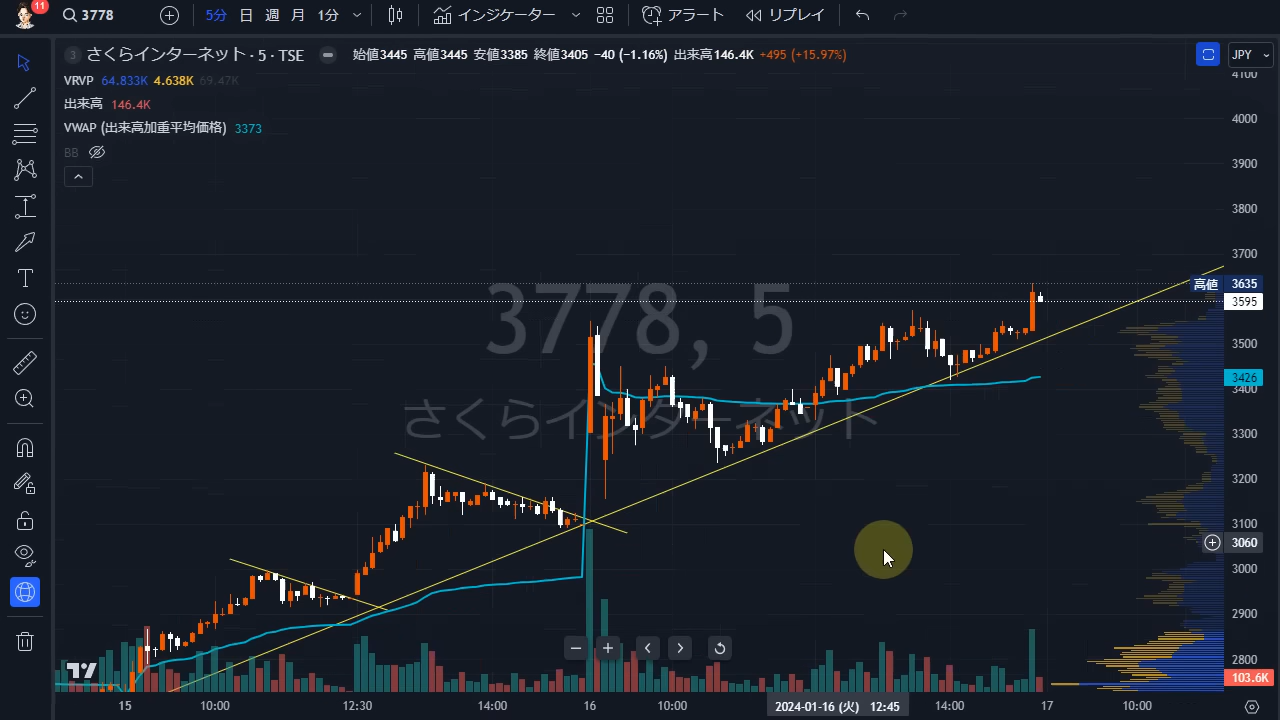 11
3778
5分 日 週 月 1分
インジケーター
アラート
リプレイ
3 さくらインターネット · 5 · TSE
始値3445 高値3445 安値3385 終値3405 −40 (−1.16%) 出来高146.4K +495 (+15.97%)
JPY
VRVP 64.833K 4.638K 69.47K
出来高 146.4K
VWAP (出来高加重平均価格) 3373
BB
3778, 5
さくらインターネット
4100
4000
3900
3800
3700
高値 3635
3595
3500
3426
3400
3300
3200
3100
3060
3000
2900
2800
103.6K
15 10:00 12:30 14:00 16 10:00 2024-01-16 (火) 12:45 14:00 17 10:00